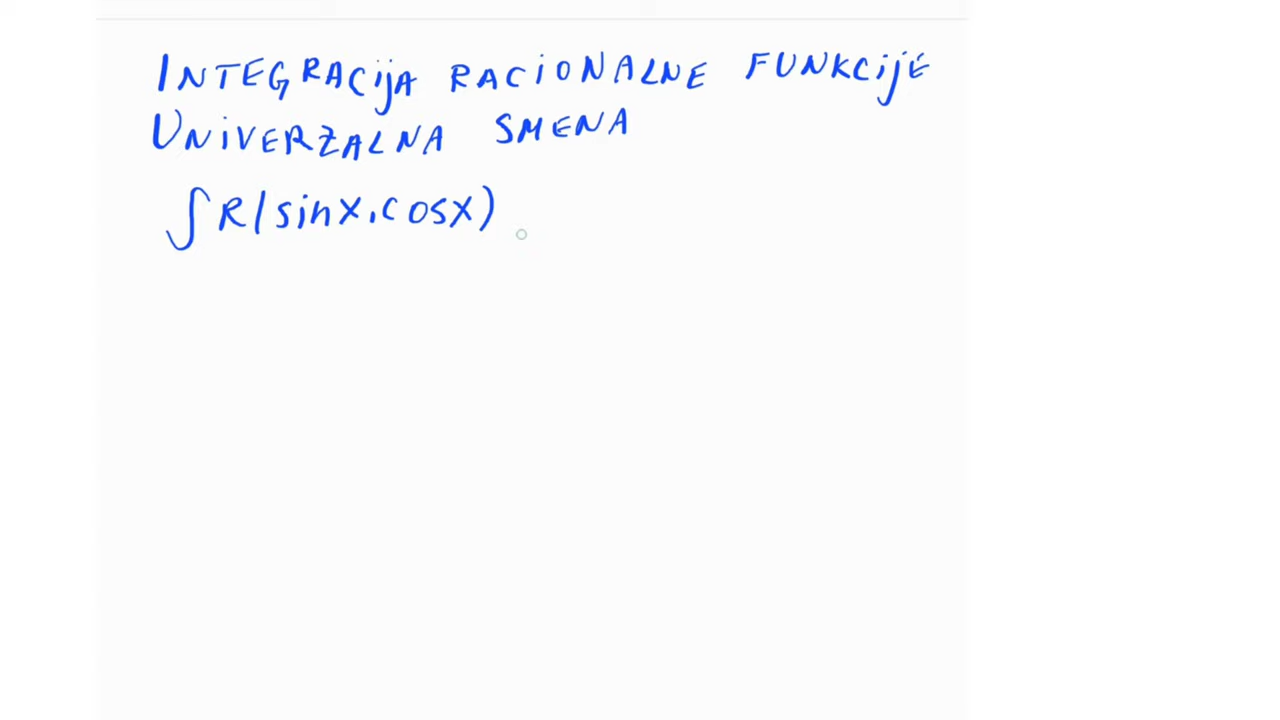 INTEGRACIJA RACIONALNE FUNKCIJE
UNIVERZALNA SMENA
∫R(sinx,cosx)